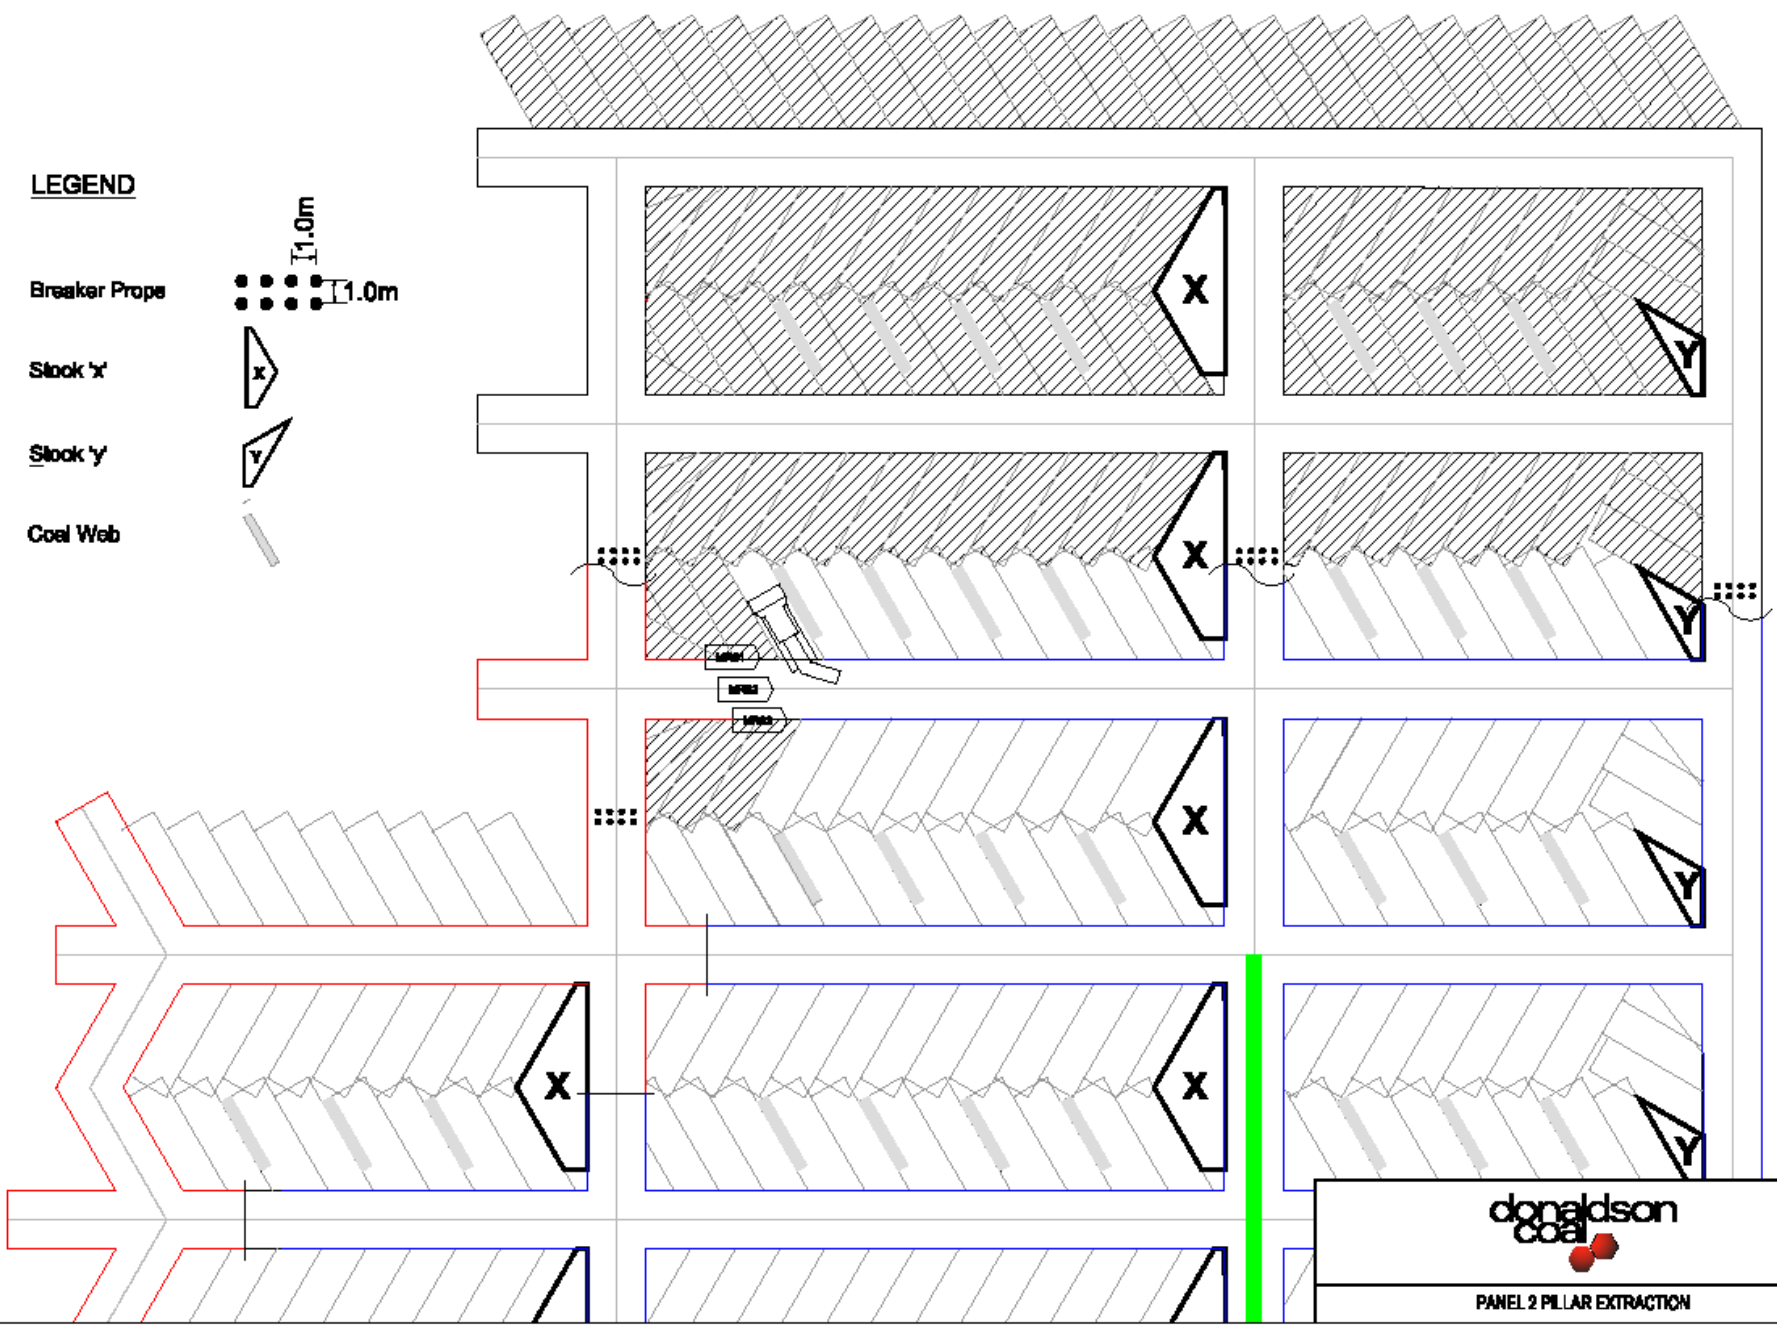 LEGEND
1.0m
Breaker Props
1.0m
Stook 'x'
X
Stook 'y'
Y
Coal Web
X
Y
X
Y
X
Y
X
X
Y
donaldson
coal
PANEL 2 PILLAR EXTRACTION